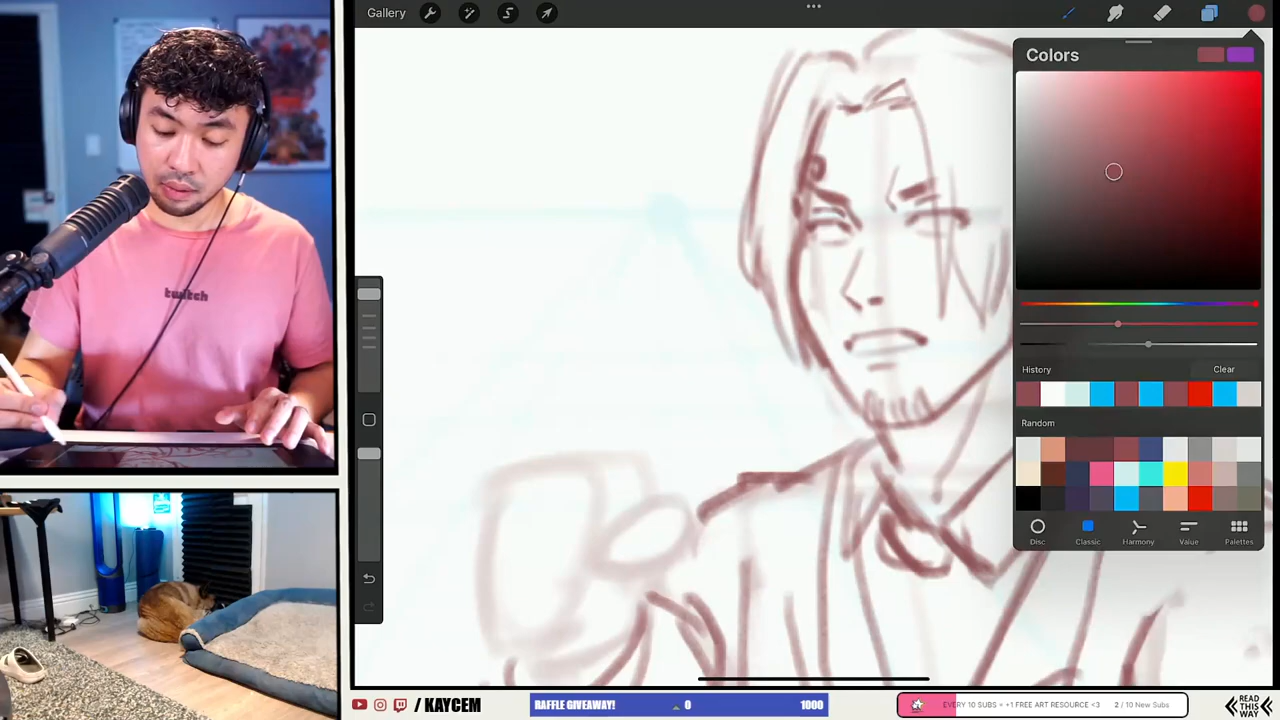 Gallery
Colors
twitch
History
Clear
Random
Disc
Classic
Harmony
Value
Palettes
/ KAYCEM
RAFFLE GIVEAWAY!
0
1000
EVERY 10 SUBS = +1 FREE ART RESOURCE <3
2 / 10 New Subs
READ
THIS
WAY